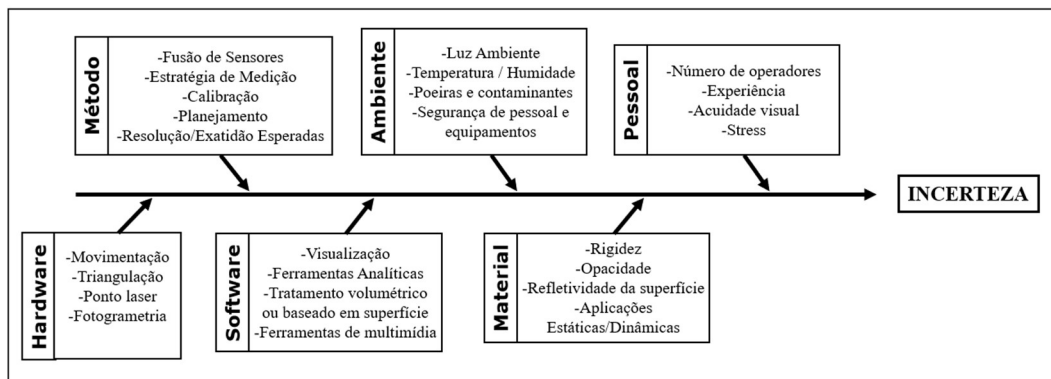 Método
-Fusão de Sensores
-Estratégia de Medição
-Calibração
-Planejamento
-Resolução/Exatidão Esperadas
Ambiente
-Luz Ambiente
-Temperatura / Humidade
-Poeiras e contaminantes
-Segurança de pessoal e
equipamentos
Pessoal
-Número de operadores
-Experiência
-Acuidade visual
-Stress
INCERTEZA
Hardware
-Movimentação
-Triangulação
-Ponto laser
-Fotogrametria
Software
-Visualização
-Ferramentas Analíticas
-Tratamento volumétrico
ou baseado em superfície
-Ferramentas de multimídia
Material
-Rigidez
-Opacidade
-Refletividade da superfície
-Aplicações
Estáticas/Dinâmicas